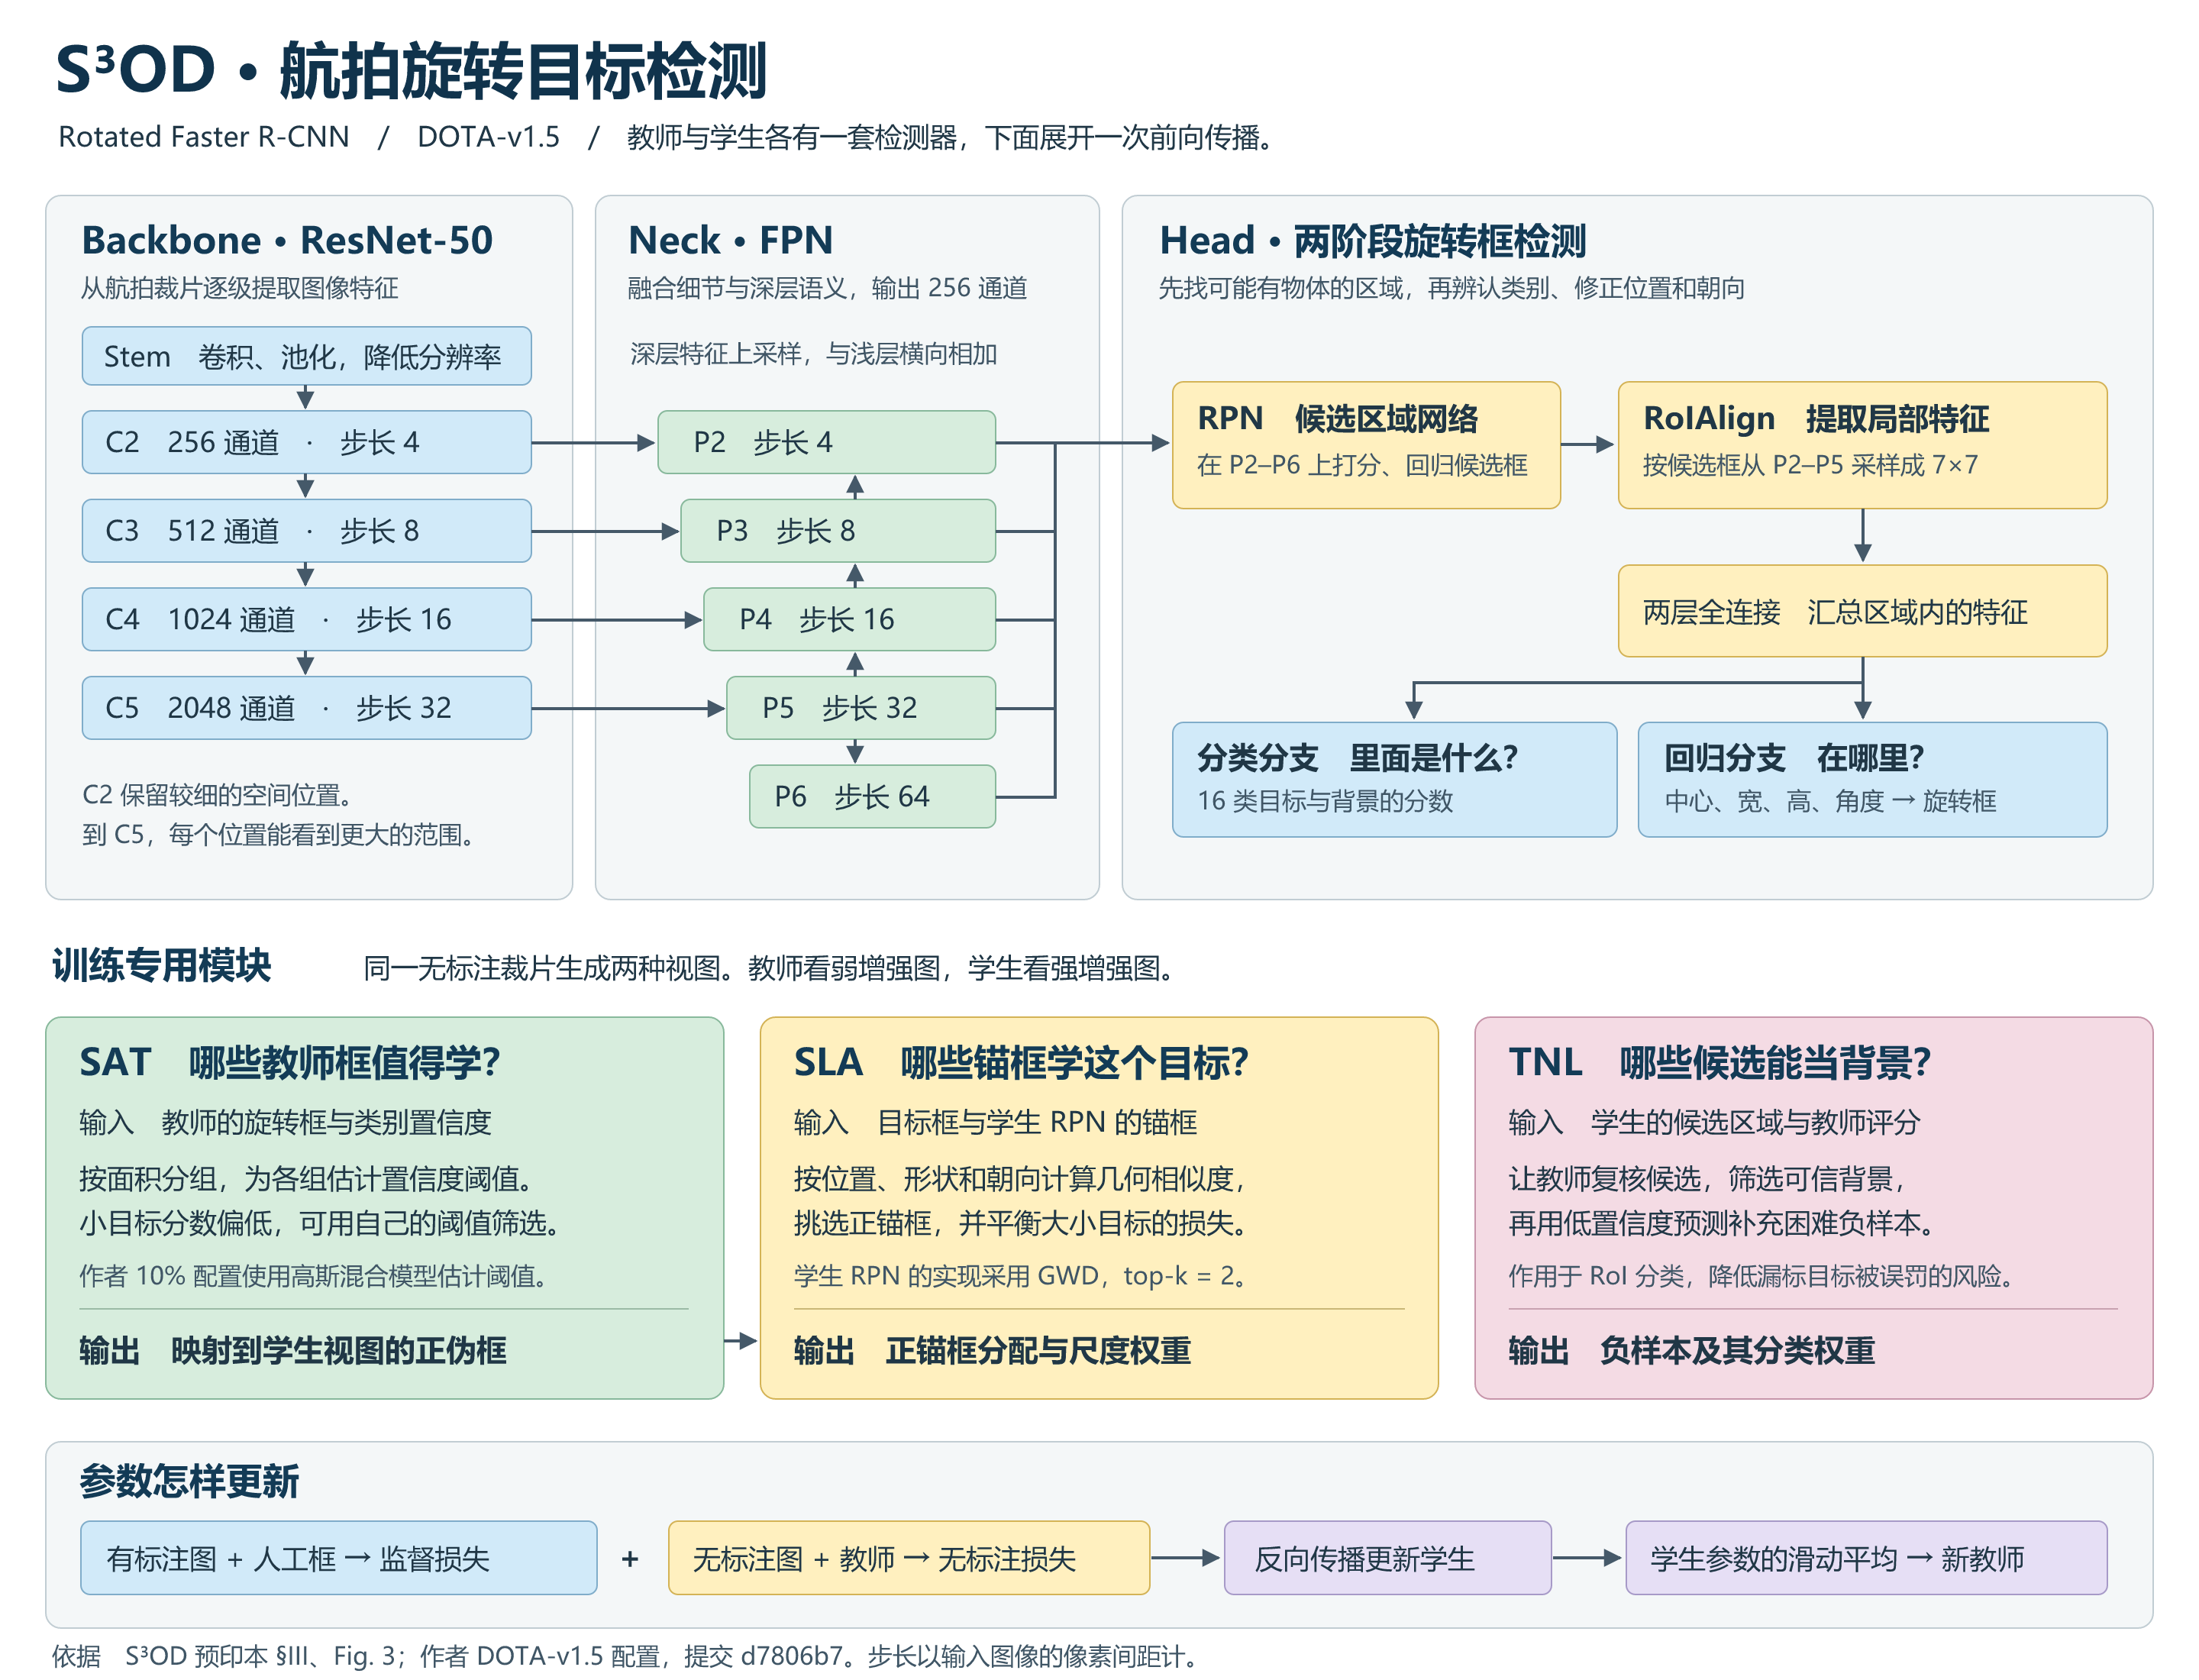 S³OD · 航拍旋转目标检测
Rotated Faster R-CNN / DOTA-v1.5 / 教师与学生各有一套检测器，下面展开一次前向传播。
Backbone · ResNet-50
从航拍裁片逐级提取图像特征
Stem 卷积、池化，降低分辨率
C2 256 通道 · 步长 4
C3 512 通道 · 步长 8
C4 1024 通道 · 步长 16
C5 2048 通道 · 步长 32
C2 保留较细的空间位置。
到 C5，每个位置能看到更大的范围。
Neck · FPN
融合细节与深层语义，输出 256 通道
深层特征上采样，与浅层横向相加
P2 步长 4
P3 步长 8
P4 步长 16
P5 步长 32
P6 步长 64
Head · 两阶段旋转框检测
先找可能有物体的区域，再辨认类别、修正位置和朝向
RPN 候选区域网络
在 P2–P6 上打分、回归候选框
RoIAlign 提取局部特征
按候选框从 P2–P5 采样成 7×7
两层全连接 汇总区域内的特征
分类分支 里面是什么？
16 类目标与背景的分数
回归分支 在哪里？
中心、宽、高、角度 → 旋转框
训练专用模块 同一无标注裁片生成两种视图。教师看弱增强图，学生看强增强图。
SAT 哪些教师框值得学？
输入 教师的旋转框与类别置信度
按面积分组，为各组估计置信度阈值。
小目标分数偏低，可用自己的阈值筛选。
作者 10% 配置使用高斯混合模型估计阈值。
输出 映射到学生视图的正伪框
SLA 哪些锚框学这个目标？
输入 目标框与学生 RPN 的锚框
按位置、形状和朝向计算几何相似度，
挑选正锚框，并平衡大小目标的损失。
学生 RPN 的实现采用 GWD，top-k = 2。
输出 正锚框分配与尺度权重
TNL 哪些候选能当背景？
输入 学生的候选区域与教师评分
让教师复核候选，筛选可信背景，
再用低置信度预测补充困难负样本。
作用于 RoI 分类，降低漏标目标被误罚的风险。
输出 负样本及其分类权重
参数怎样更新
有标注图 + 人工框 → 监督损失
+
无标注图 + 教师 → 无标注损失
反向传播更新学生
学生参数的滑动平均 → 新教师
依据 S³OD 预印本 §III、Fig. 3；作者 DOTA-v1.5 配置，提交 d7806b7。步长以输入图像的像素间距计。